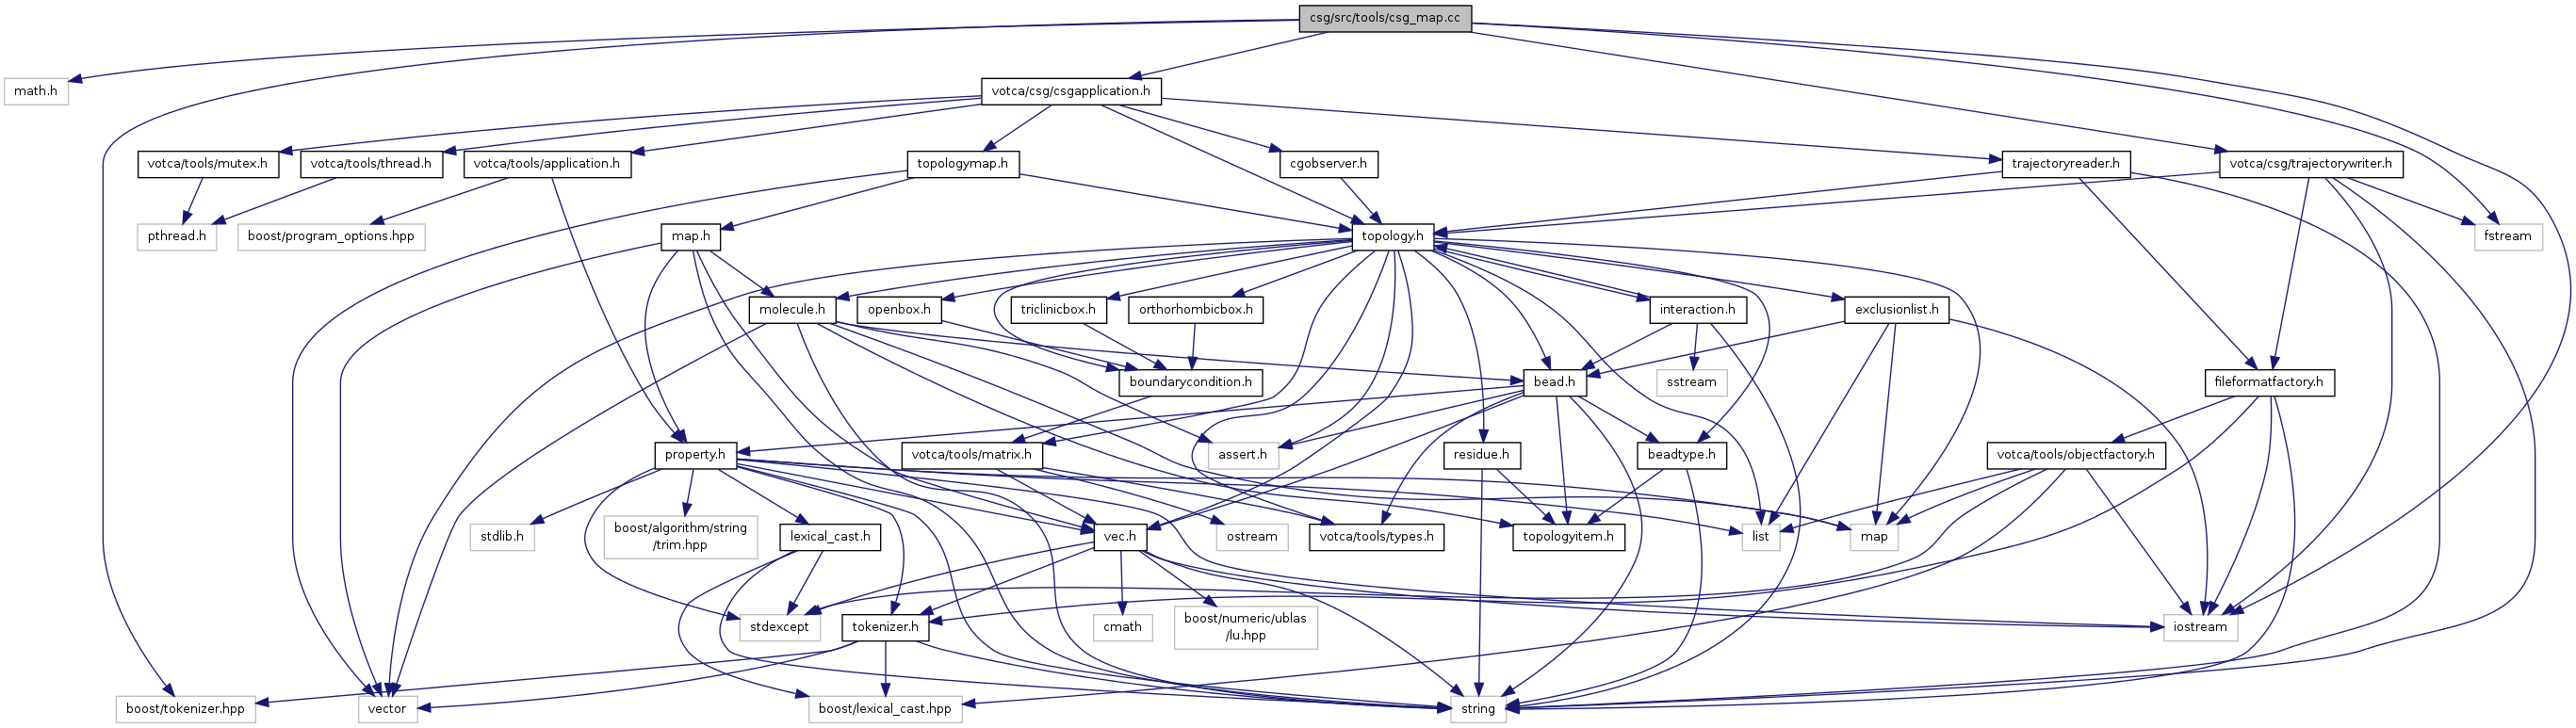 csg/src/tools/csg_map.cc
math.h
votca/csg/csgapplication.h
votca/tools/mutex.h
votca/tools/thread.h
votca/tools/application.h
topologymap.h
cgobserver.h
trajectoryreader.h
votca/csg/trajectorywriter.h
pthread.h
boost/program_options.hpp
map.h
topology.h
fstream
molecule.h
openbox.h
triclinicbox.h
orthorhombicbox.h
interaction.h
exclusionlist.h
boundarycondition.h
bead.h
sstream
fileformatfactory.h
property.h
votca/tools/matrix.h
assert.h
residue.h
beadtype.h
votca/tools/objectfactory.h
stdlib.h
boost/algorithm/string
/trim.hpp
lexical_cast.h
vec.h
ostream
votca/tools/types.h
topologyitem.h
list
map
stdexcept
tokenizer.h
cmath
boost/numeric/ublas
/lu.hpp
iostream
boost/tokenizer.hpp
vector
boost/lexical_cast.hpp
string